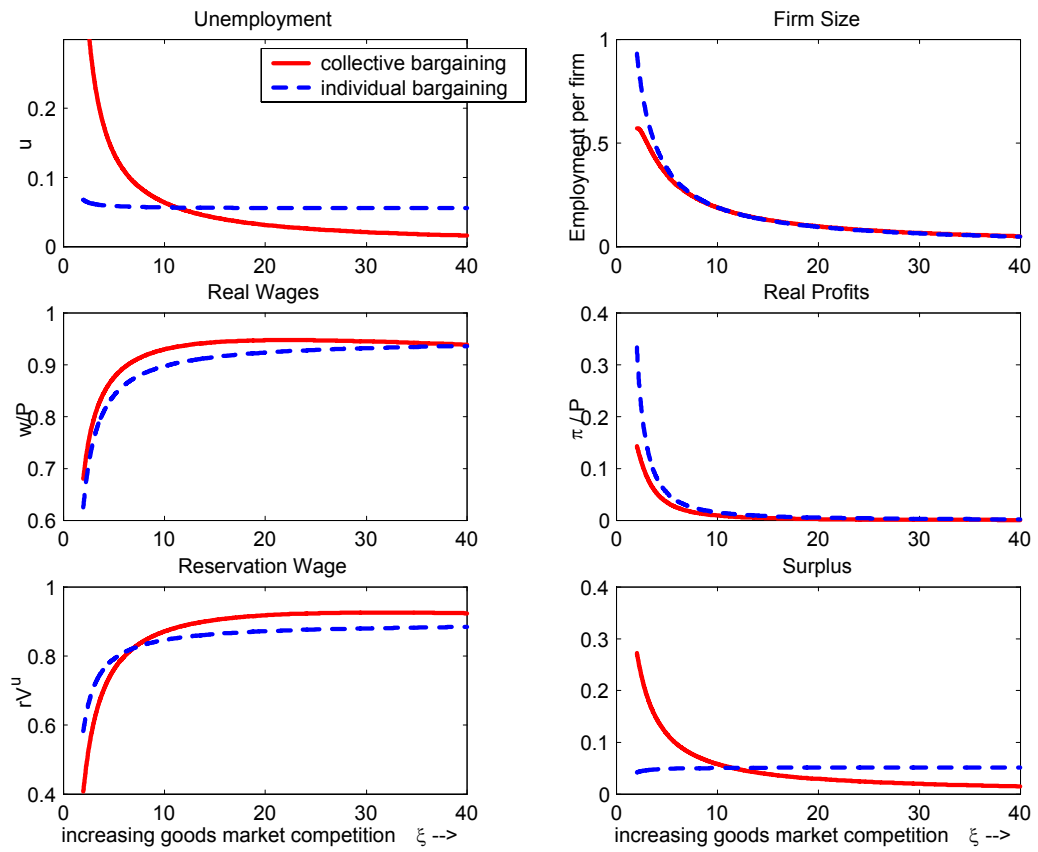 Unemployment
u
0.2
0.1
0
0 10 20 30 40
collective bargaining
individual bargaining
Firm Size
Employment per firm
1
0.5
0
0 10 20 30 40
Real Wages
w/P
1
0.9
0.8
0.7
0.6
0 10 20 30 40
Real Profits
π / P
0.4
0.3
0.2
0.1
0
0 10 20 30 40
Reservation Wage
rVᵘ
1
0.8
0.6
0.4
0 10 20 30 40
increasing goods market competition ξ -->
Surplus
0.4
0.3
0.2
0.1
0
0 10 20 30 40
increasing goods market competition ξ -->